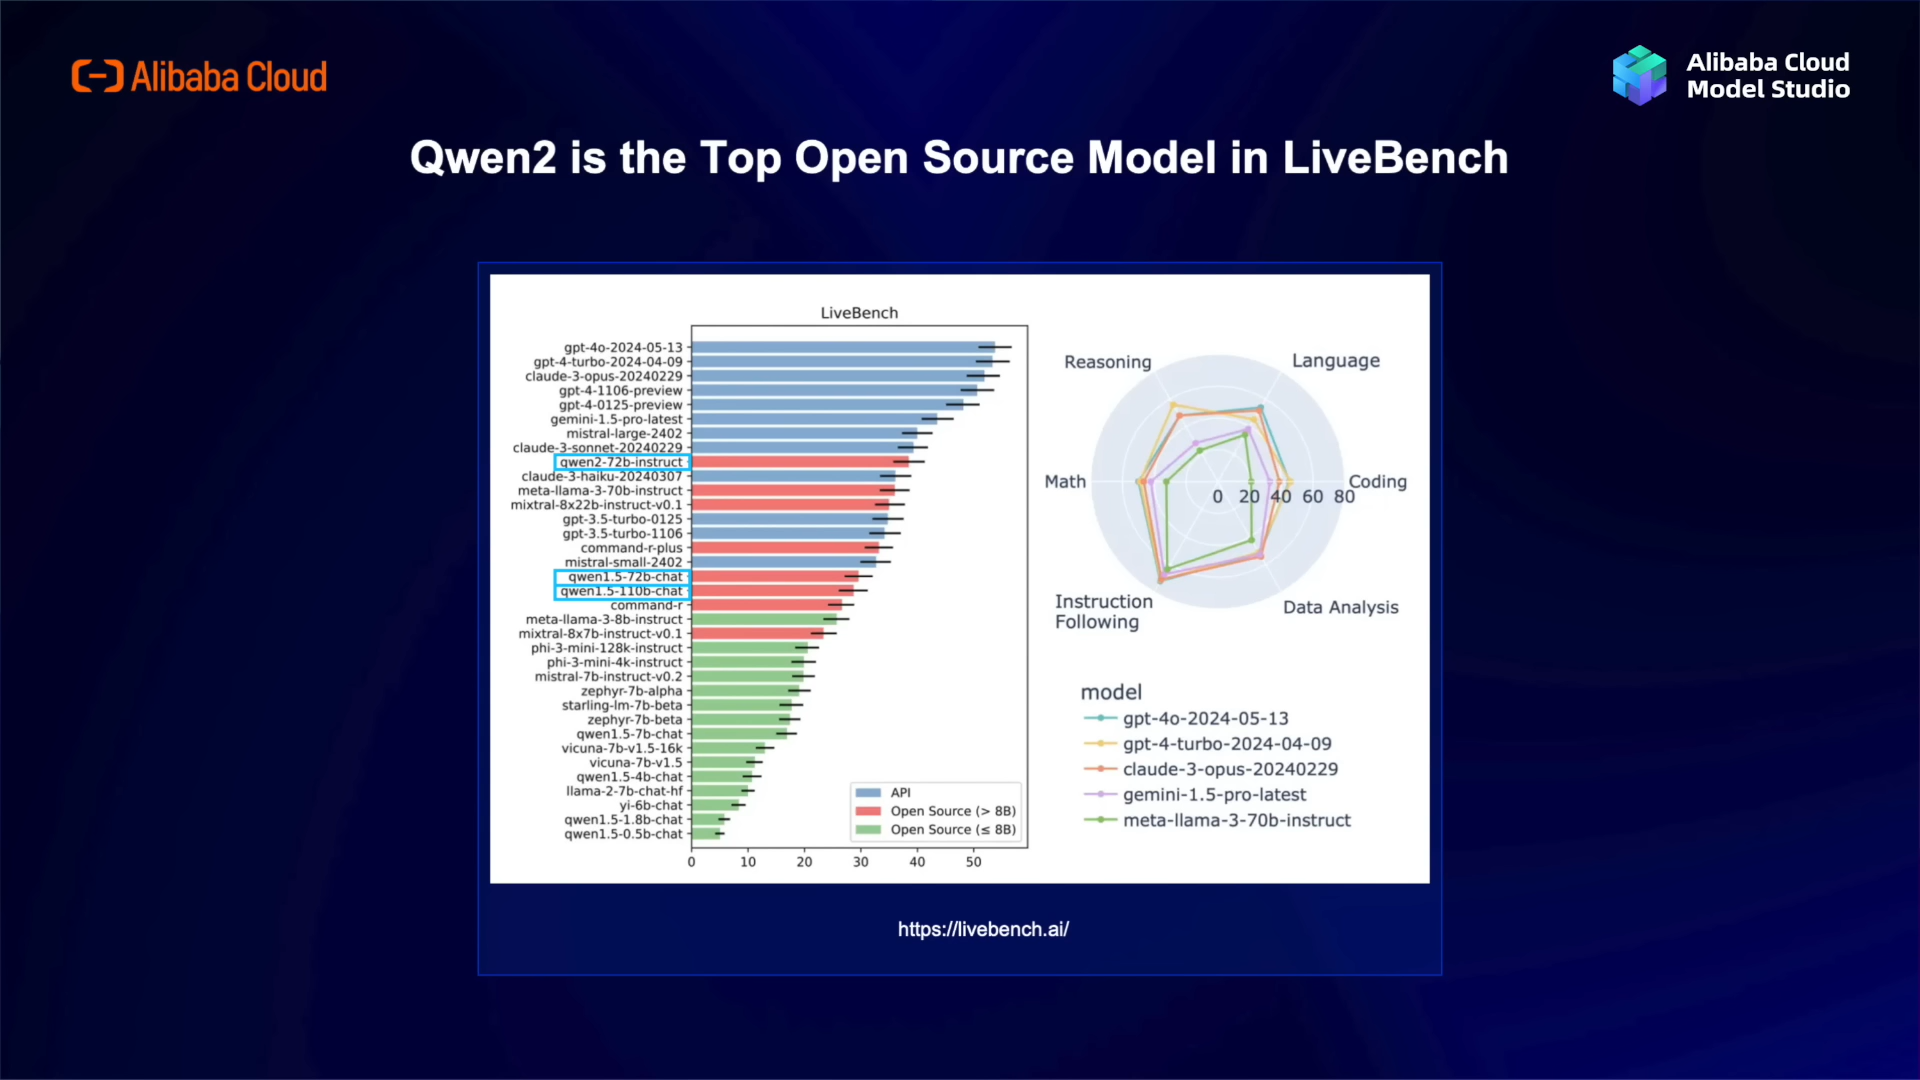 Alibaba Cloud
Alibaba Cloud
Model Studio
Qwen2 is the Top Open Source Model in LiveBench
LiveBench
gpt-4o-2024-05-13
gpt-4-turbo-2024-04-09
claude-3-opus-20240229
gpt-4-1106-preview
gpt-4-0125-preview
gemini-1.5-pro-latest
mistral-large-2402
claude-3-sonnet-20240229
qwen2-72b-instruct
claude-3-haiku-20240307
meta-llama-3-70b-instruct
mixtral-8x22b-instruct-v0.1
gpt-3.5-turbo-0125
gpt-3.5-turbo-1106
command-r-plus
mistral-small-2402
qwen1.5-72b-chat
qwen1.5-110b-chat
command-r
meta-llama-3-8b-instruct
mixtral-8x7b-instruct-v0.1
phi-3-mini-128k-instruct
phi-3-mini-4k-instruct
mistral-7b-instruct-v0.2
zephyr-7b-alpha
starling-lm-7b-beta
zephyr-7b-beta
qwen1.5-7b-chat
vicuna-7b-v1.5-16k
vicuna-7b-v1.5
qwen1.5-4b-chat
llama-2-7b-chat-hf
yi-6b-chat
qwen1.5-1.8b-chat
qwen1.5-0.5b-chat
0 10 20 30 40 50
API
Open Source (> 8B)
Open Source (≤ 8B)
Reasoning
Language
Math
Coding
0 20 40 60 80
Instruction
Following
Data Analysis
model
gpt-4o-2024-05-13
gpt-4-turbo-2024-04-09
claude-3-opus-20240229
gemini-1.5-pro-latest
meta-llama-3-70b-instruct
https://livebench.ai/